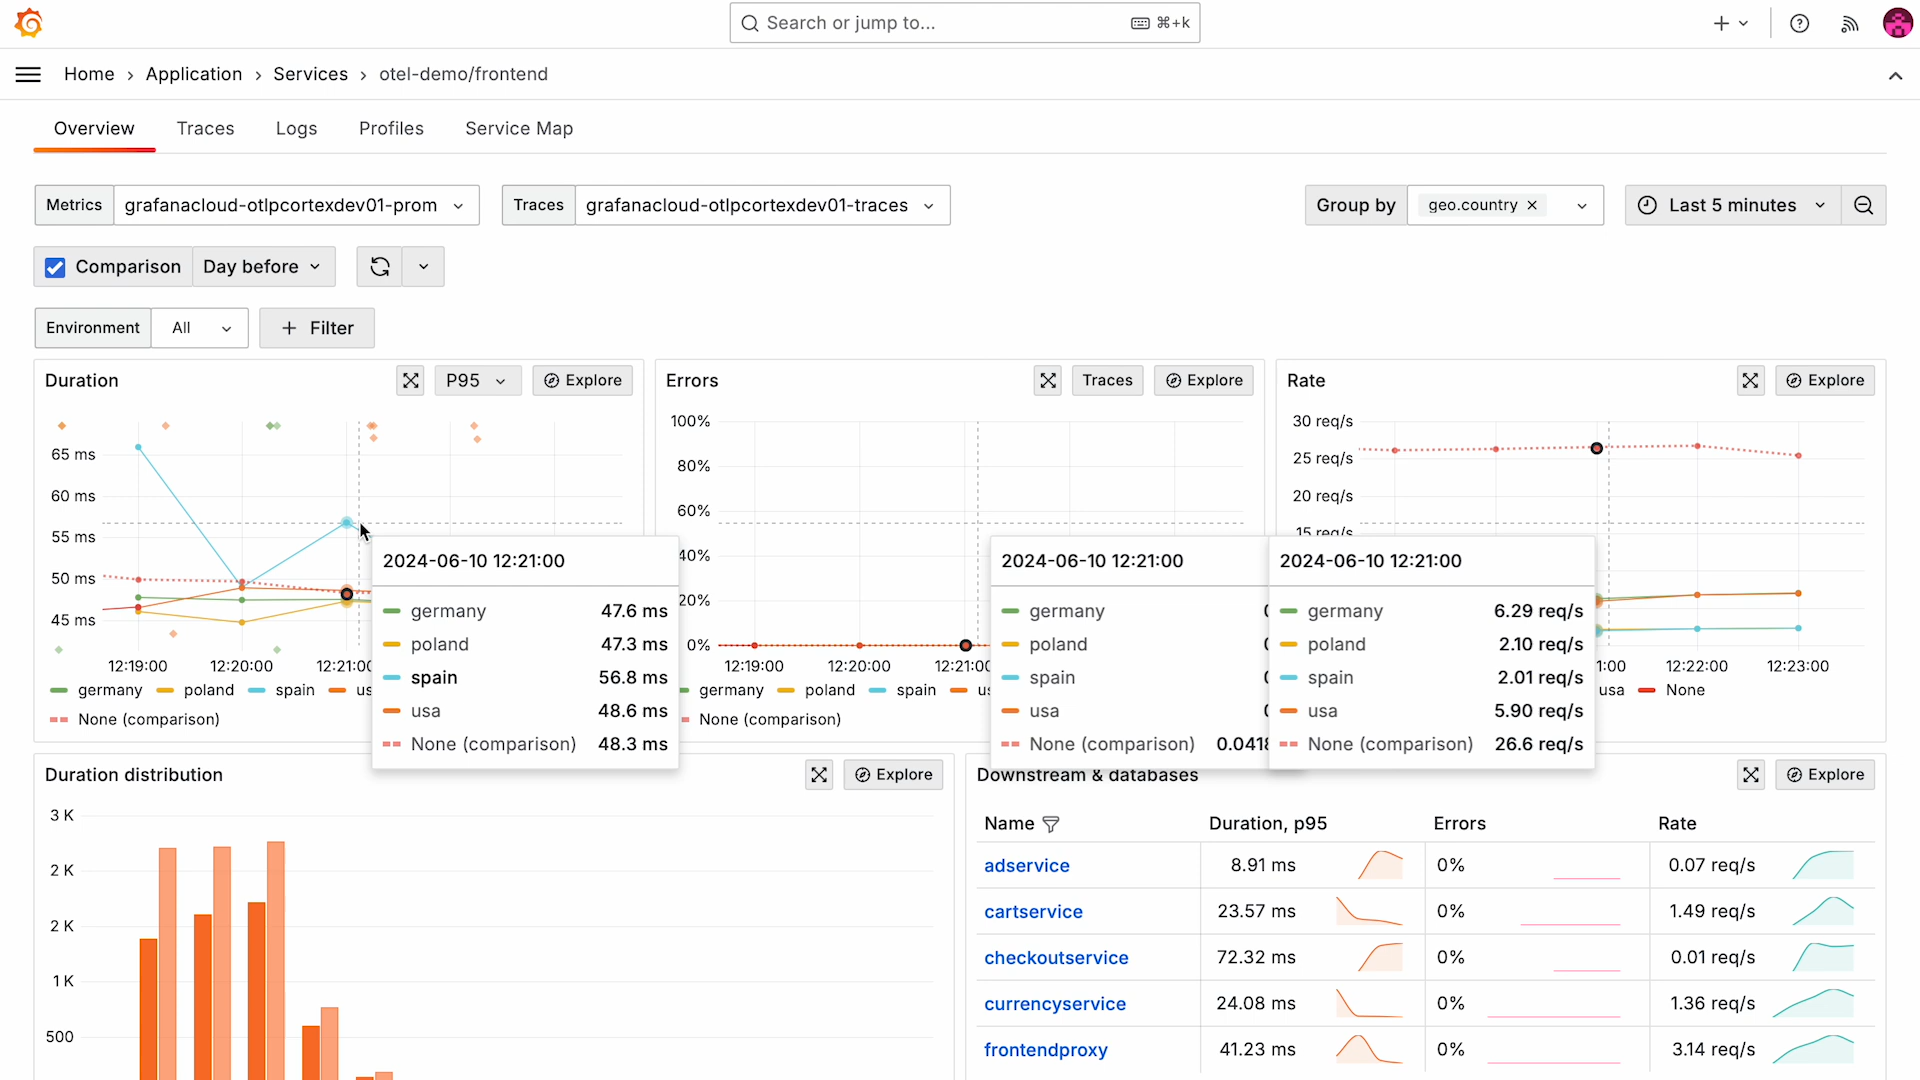 Search or jump to...
⌘+k
Home › Application › Services › otel-demo/frontend
Overview Traces Logs Profiles Service Map
Metrics grafanacloud-otlpcortexdev01-prom
Traces grafanacloud-otlpcortexdev01-traces
Group by geo.country
Last 5 minutes
Comparison Day before
Environment All
+ Filter
Duration P95 Explore
65 ms
60 ms
55 ms
50 ms
45 ms
12:19:00 12:20:00 12:21:00
germany poland spain
None (comparison)
2024-06-10 12:21:00
germany 47.6 ms
poland 47.3 ms
spain 56.8 ms
usa 48.6 ms
None (comparison) 48.3 ms
Errors Traces Explore
100%
80%
60%
40%
20%
0%
12:19:00 12:20:00 12:21:00
germany poland spain
None (comparison)
2024-06-10 12:21:00
germany
poland
spain
usa
None (comparison) 0.0418
Rate Explore
30 req/s
25 req/s
20 req/s
15 req/s
12:22:00 12:23:00
usa None
2024-06-10 12:21:00
germany 6.29 req/s
poland 2.10 req/s
spain 2.01 req/s
usa 5.90 req/s
None (comparison) 26.6 req/s
Duration distribution Explore
3 K
2 K
2 K
1 K
500
Downstream & databases Explore
Name Duration, p95 Errors Rate
adservice 8.91 ms 0% 0.07 req/s
cartservice 23.57 ms 0% 1.49 req/s
checkoutservice 72.32 ms 0% 0.01 req/s
currencyservice 24.08 ms 0% 1.36 req/s
frontendproxy 41.23 ms 0% 3.14 req/s